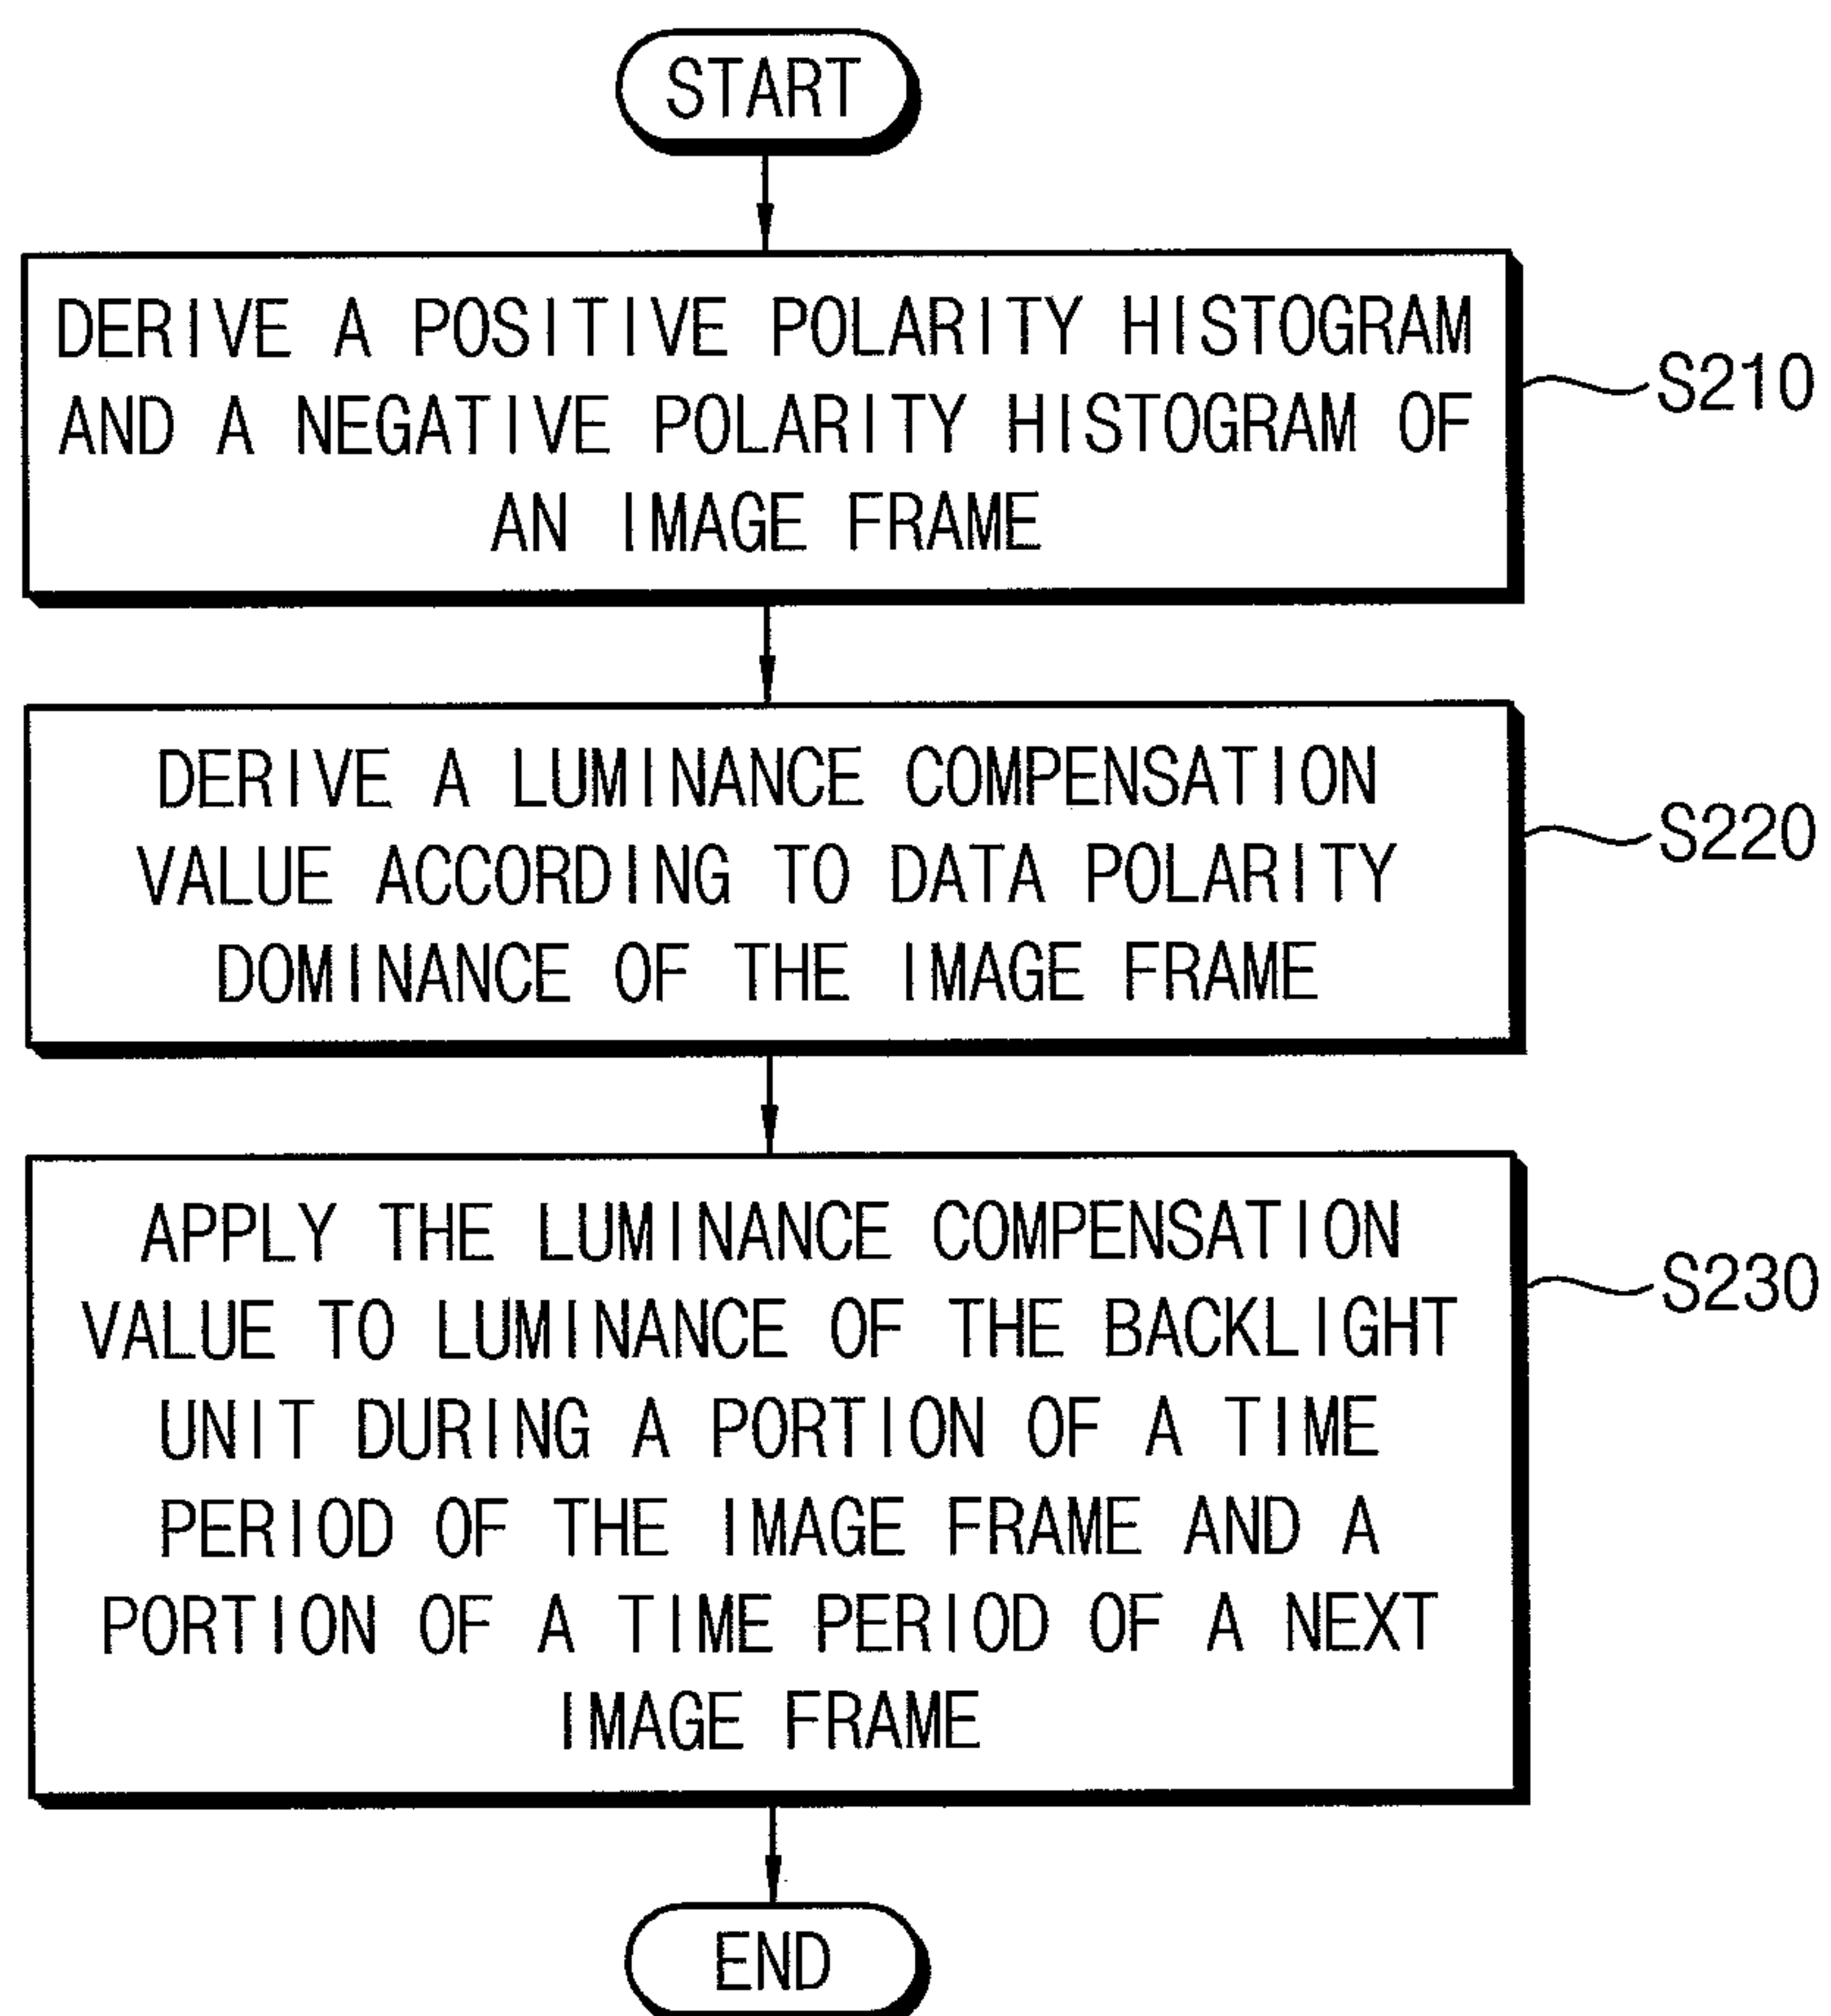 START
DERIVE A POSITIVE POLARITY HISTOGRAM
AND A NEGATIVE POLARITY HISTOGRAM OF
AN IMAGE FRAME
S210
DERIVE A LUMINANCE COMPENSATION
VALUE ACCORDING TO DATA POLARITY
DOMINANCE OF THE IMAGE FRAME
S220
APPLY THE LUMINANCE COMPENSATION
VALUE TO LUMINANCE OF THE BACKLIGHT
UNIT DURING A PORTION OF A TIME
PERIOD OF THE IMAGE FRAME AND A
PORTION OF A TIME PERIOD OF A NEXT
IMAGE FRAME
S230
END